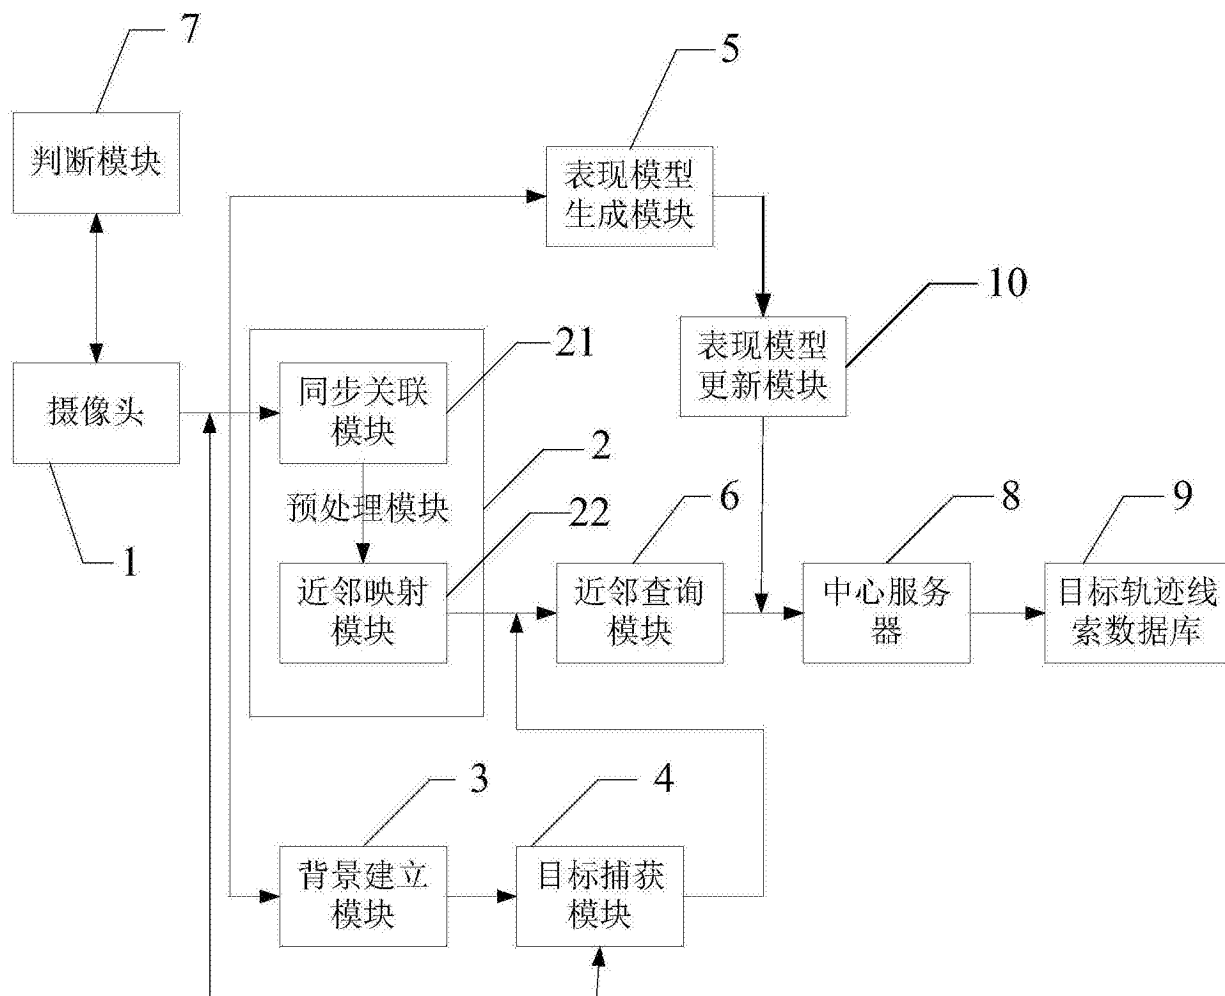 7
5
判断模块
表现模型
生成模块
10
21
表现模型
更新模块
同步关联
模块
摄像头
2
6
8
9
预处理模块
22
1
近邻映射
模块
近邻查询
模块
中心服务
器
目标轨迹线
索数据库
3
4
背景建立
模块
目标捕获
模块